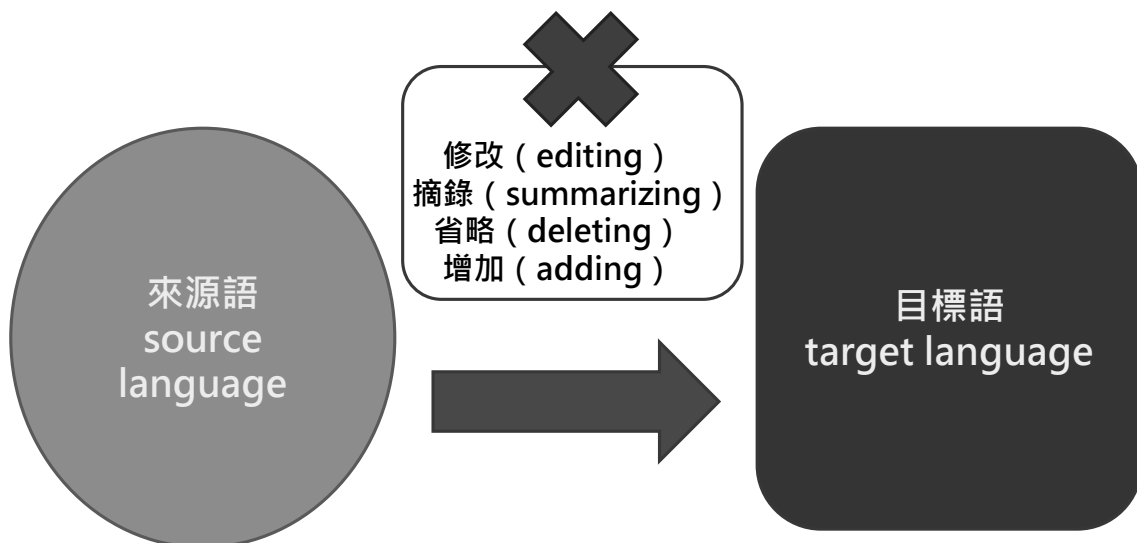 修改（editing）
摘錄（summarizing）
省略（deleting）
增加（adding）
來源語
source
language
目標語
target language